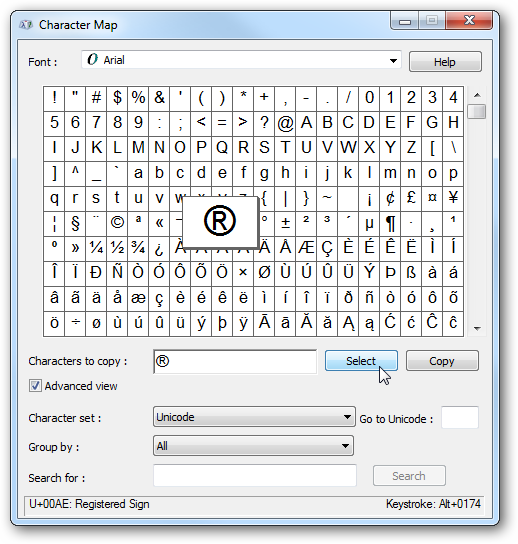 Character Map
Font : Arial Help
! " # $ % & ' ( ) * + , - . / 0 1 2 3 4
5 6 7 8 9 : ; < = > ? @ A B C D E F G H
I J K L M N O P Q R S T U V W X Y Z [ \
] ^ _ ` a b c d e f g h i j k l m n o p
q r s t u v { | } ~ ¡ ¢ £ ¤ ¥
¦ § ¨ © ª « ® ° ± ² ³ ´ µ ¶ · ¸ ¹
º » ¼ ½ ¾ ¿ Ä Å Æ Ç È É Ê Ë Ì Í
Î Ï Ð Ñ Ò Ó Ô Õ Ö × Ø Ù Ú Û Ü Ý Þ ß à á
â ã ä å æ ç è é ê ë ì í î ï ð ñ ò ó ô õ
ö ÷ ø ù ú û ü ý þ ÿ Ā ā Ă ă Ą ą Ć ć Ĉ ĉ
Characters to copy : ® Select Copy
Advanced view
Character set : Unicode Go to Unicode :
Group by : All
Search for : Search
U+00AE: Registered Sign Keystroke: Alt+0174